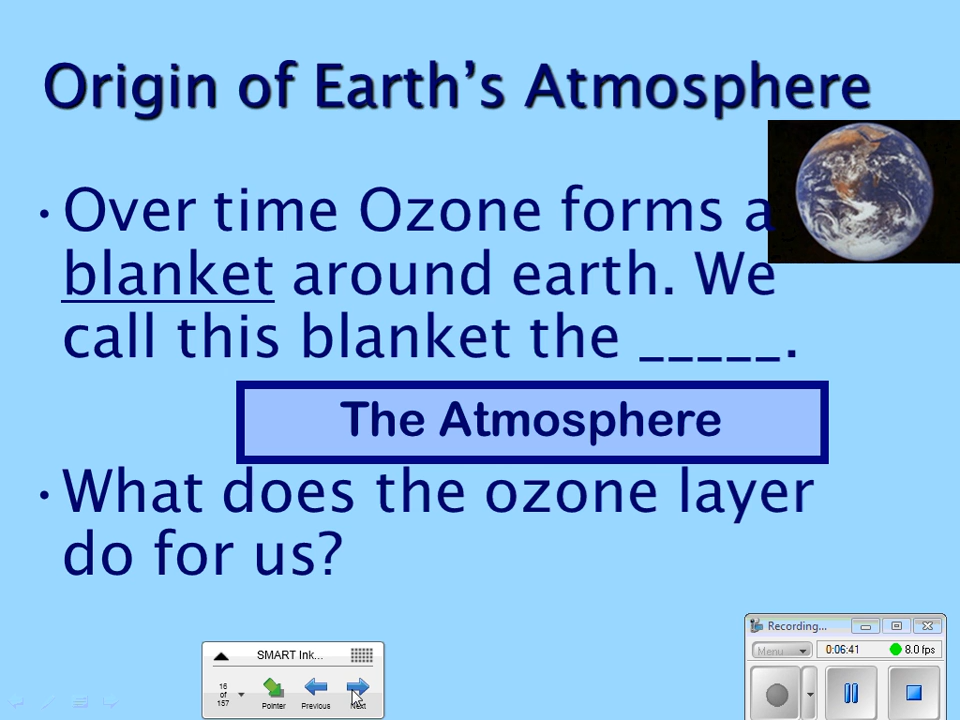 Origin of Earth's Atmosphere
• Over time Ozone forms a
blanket around earth. We
call this blanket the _____.
The Atmosphere
• What does the ozone layer
do for us?
SMART Ink...
16
of
157
Pointer Previous Next
Recording...
Menu 0:06:41 8.0 fps